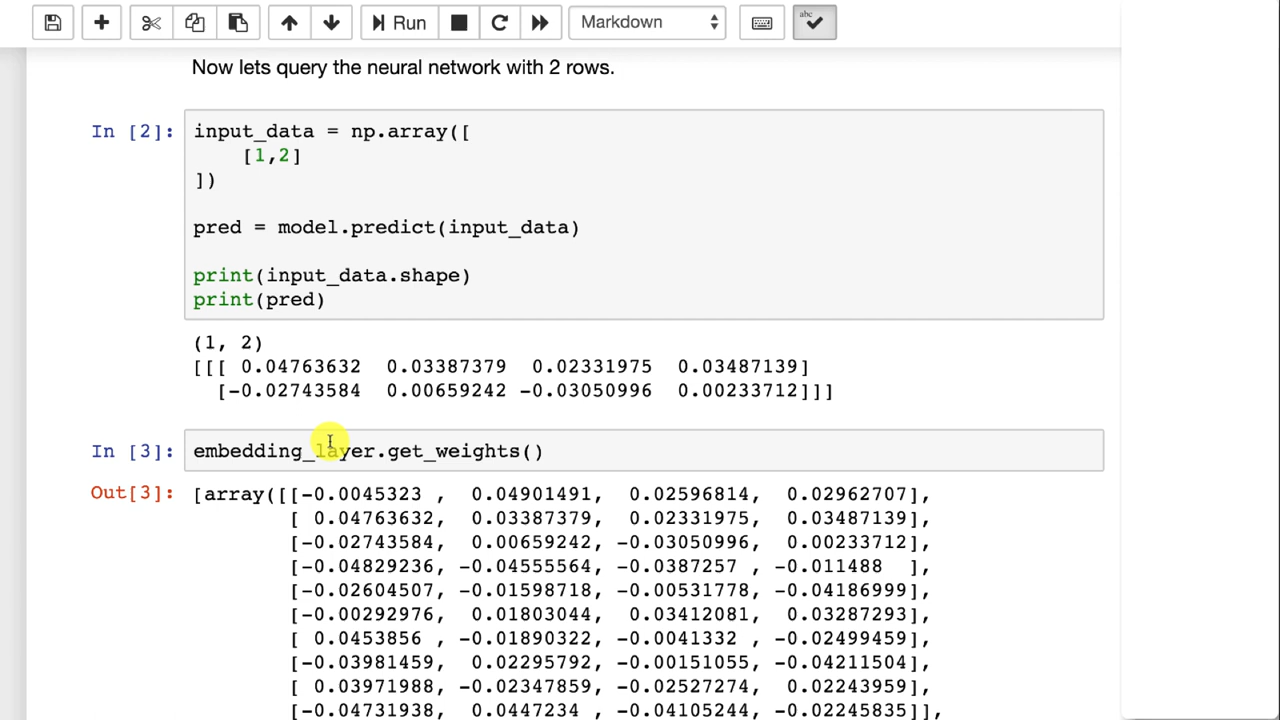 Run Markdown abc
Now lets query the neural network with 2 rows.
In [2]: input_data = np.array([
[1,2]
])
pred = model.predict(input_data)
print(input_data.shape)
print(pred)
(1, 2)
[[[ 0.04763632 0.03387379 0.02331975 0.03487139]
[-0.02743584 0.00659242 -0.03050996 0.00233712]]]
In [3]: embedding_layer.get_weights()
Out[3]: [array([[-0.0045323 , 0.04901491, 0.02596814, 0.02962707],
[ 0.04763632, 0.03387379, 0.02331975, 0.03487139],
[-0.02743584, 0.00659242, -0.03050996, 0.00233712],
[-0.04829236, -0.04555564, -0.0387257 , -0.011488 ],
[-0.02604507, -0.01598718, -0.00531778, -0.04186999],
[-0.00292976, 0.01803044, 0.03412081, 0.03287293],
[ 0.0453856 , -0.01890322, -0.0041332 , -0.02499459],
[-0.03981459, 0.02295792, -0.00151055, -0.04211504],
[ 0.03971988, -0.02347859, -0.02527274, 0.02243959],
[-0.04731938, 0.0447234 , -0.04105244, -0.02245835]],